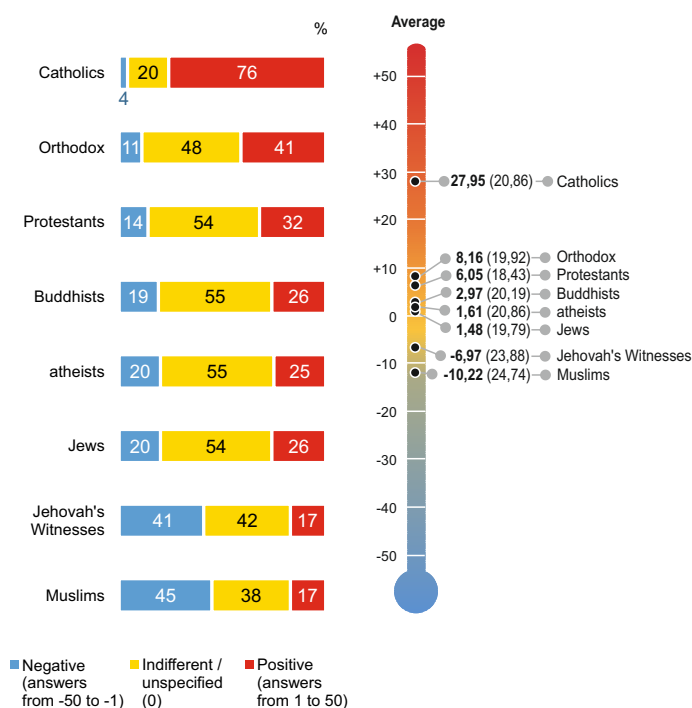 %
Catholics
4
20
76
Orthodox
11
48
41
Protestants
14
54
32
Buddhists
19
55
26
atheists
20
55
25
Jews
20
54
26
Jehovah's
Witnesses
41
42
17
Muslims
45
38
17
Negative
(answers
from -50 to -1)
Indifferent /
unspecified
(0)
Positive
(answers
from 1 to 50)
Average
+50
+40
+30
+20
+10
0
-10
-20
-30
-40
-50
27,95 (20,86) Catholics
8,16 (19,92) Orthodox
6,05 (18,43) Protestants
2,97 (20,19) Buddhists
1,61 (20,86) atheists
1,48 (19,79) Jews
-6,97 (23,88) Jehovah's Witnesses
-10,22 (24,74) Muslims